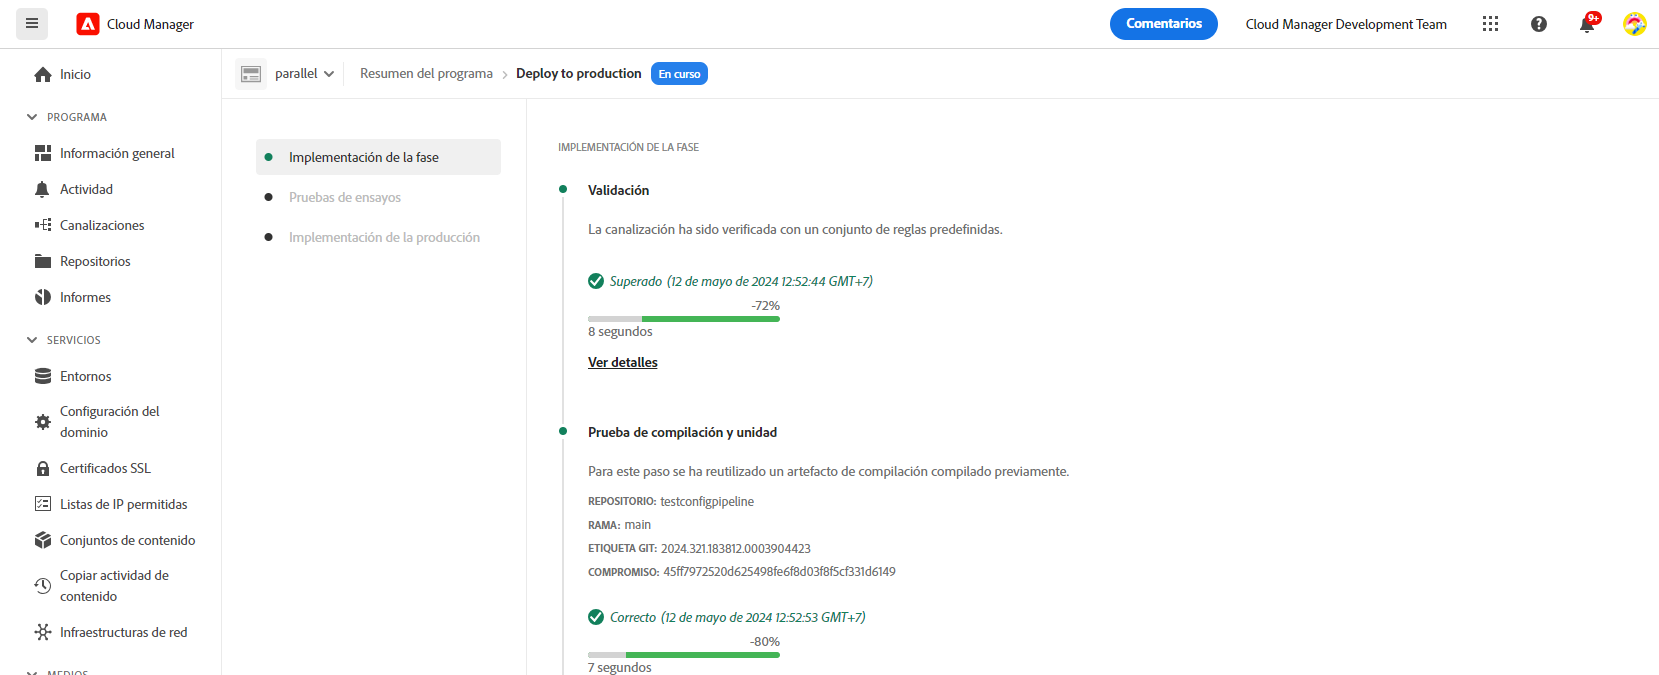 Cloud Manager
Comentarios
Cloud Manager Development Team
9+
Inicio
PROGRAMA
Información general
Actividad
Canalizaciones
Repositorios
Informes
SERVICIOS
Entornos
Configuración del
dominio
Certificados SSL
Listas de IP permitidas
Conjuntos de contenido
Copiar actividad de
contenido
Infraestructuras de red
MEDIOS
parallel
Resumen del programa > Deploy to production
En curso
Implementación de la fase
Pruebas de ensayos
Implementación de la producción
IMPLEMENTACIÓN DE LA FASE
Validación
La canalización ha sido verificada con un conjunto de reglas predefinidas.
Superado (12 de mayo de 2024 12:52:44 GMT+7)
-72%
8 segundos
Ver detalles
Prueba de compilación y unidad
Para este paso se ha reutilizado un artefacto de compilación compilado previamente.
REPOSITORIO: testconfigpipeline
RAMA: main
ETIQUETA GIT: 2024.321.183812.0003904423
COMPROMISO: 45ff7972520d625498fe6f8d03f8f5cf331d6149
Correcto (12 de mayo de 2024 12:52:53 GMT+7)
-80%
7 segundos